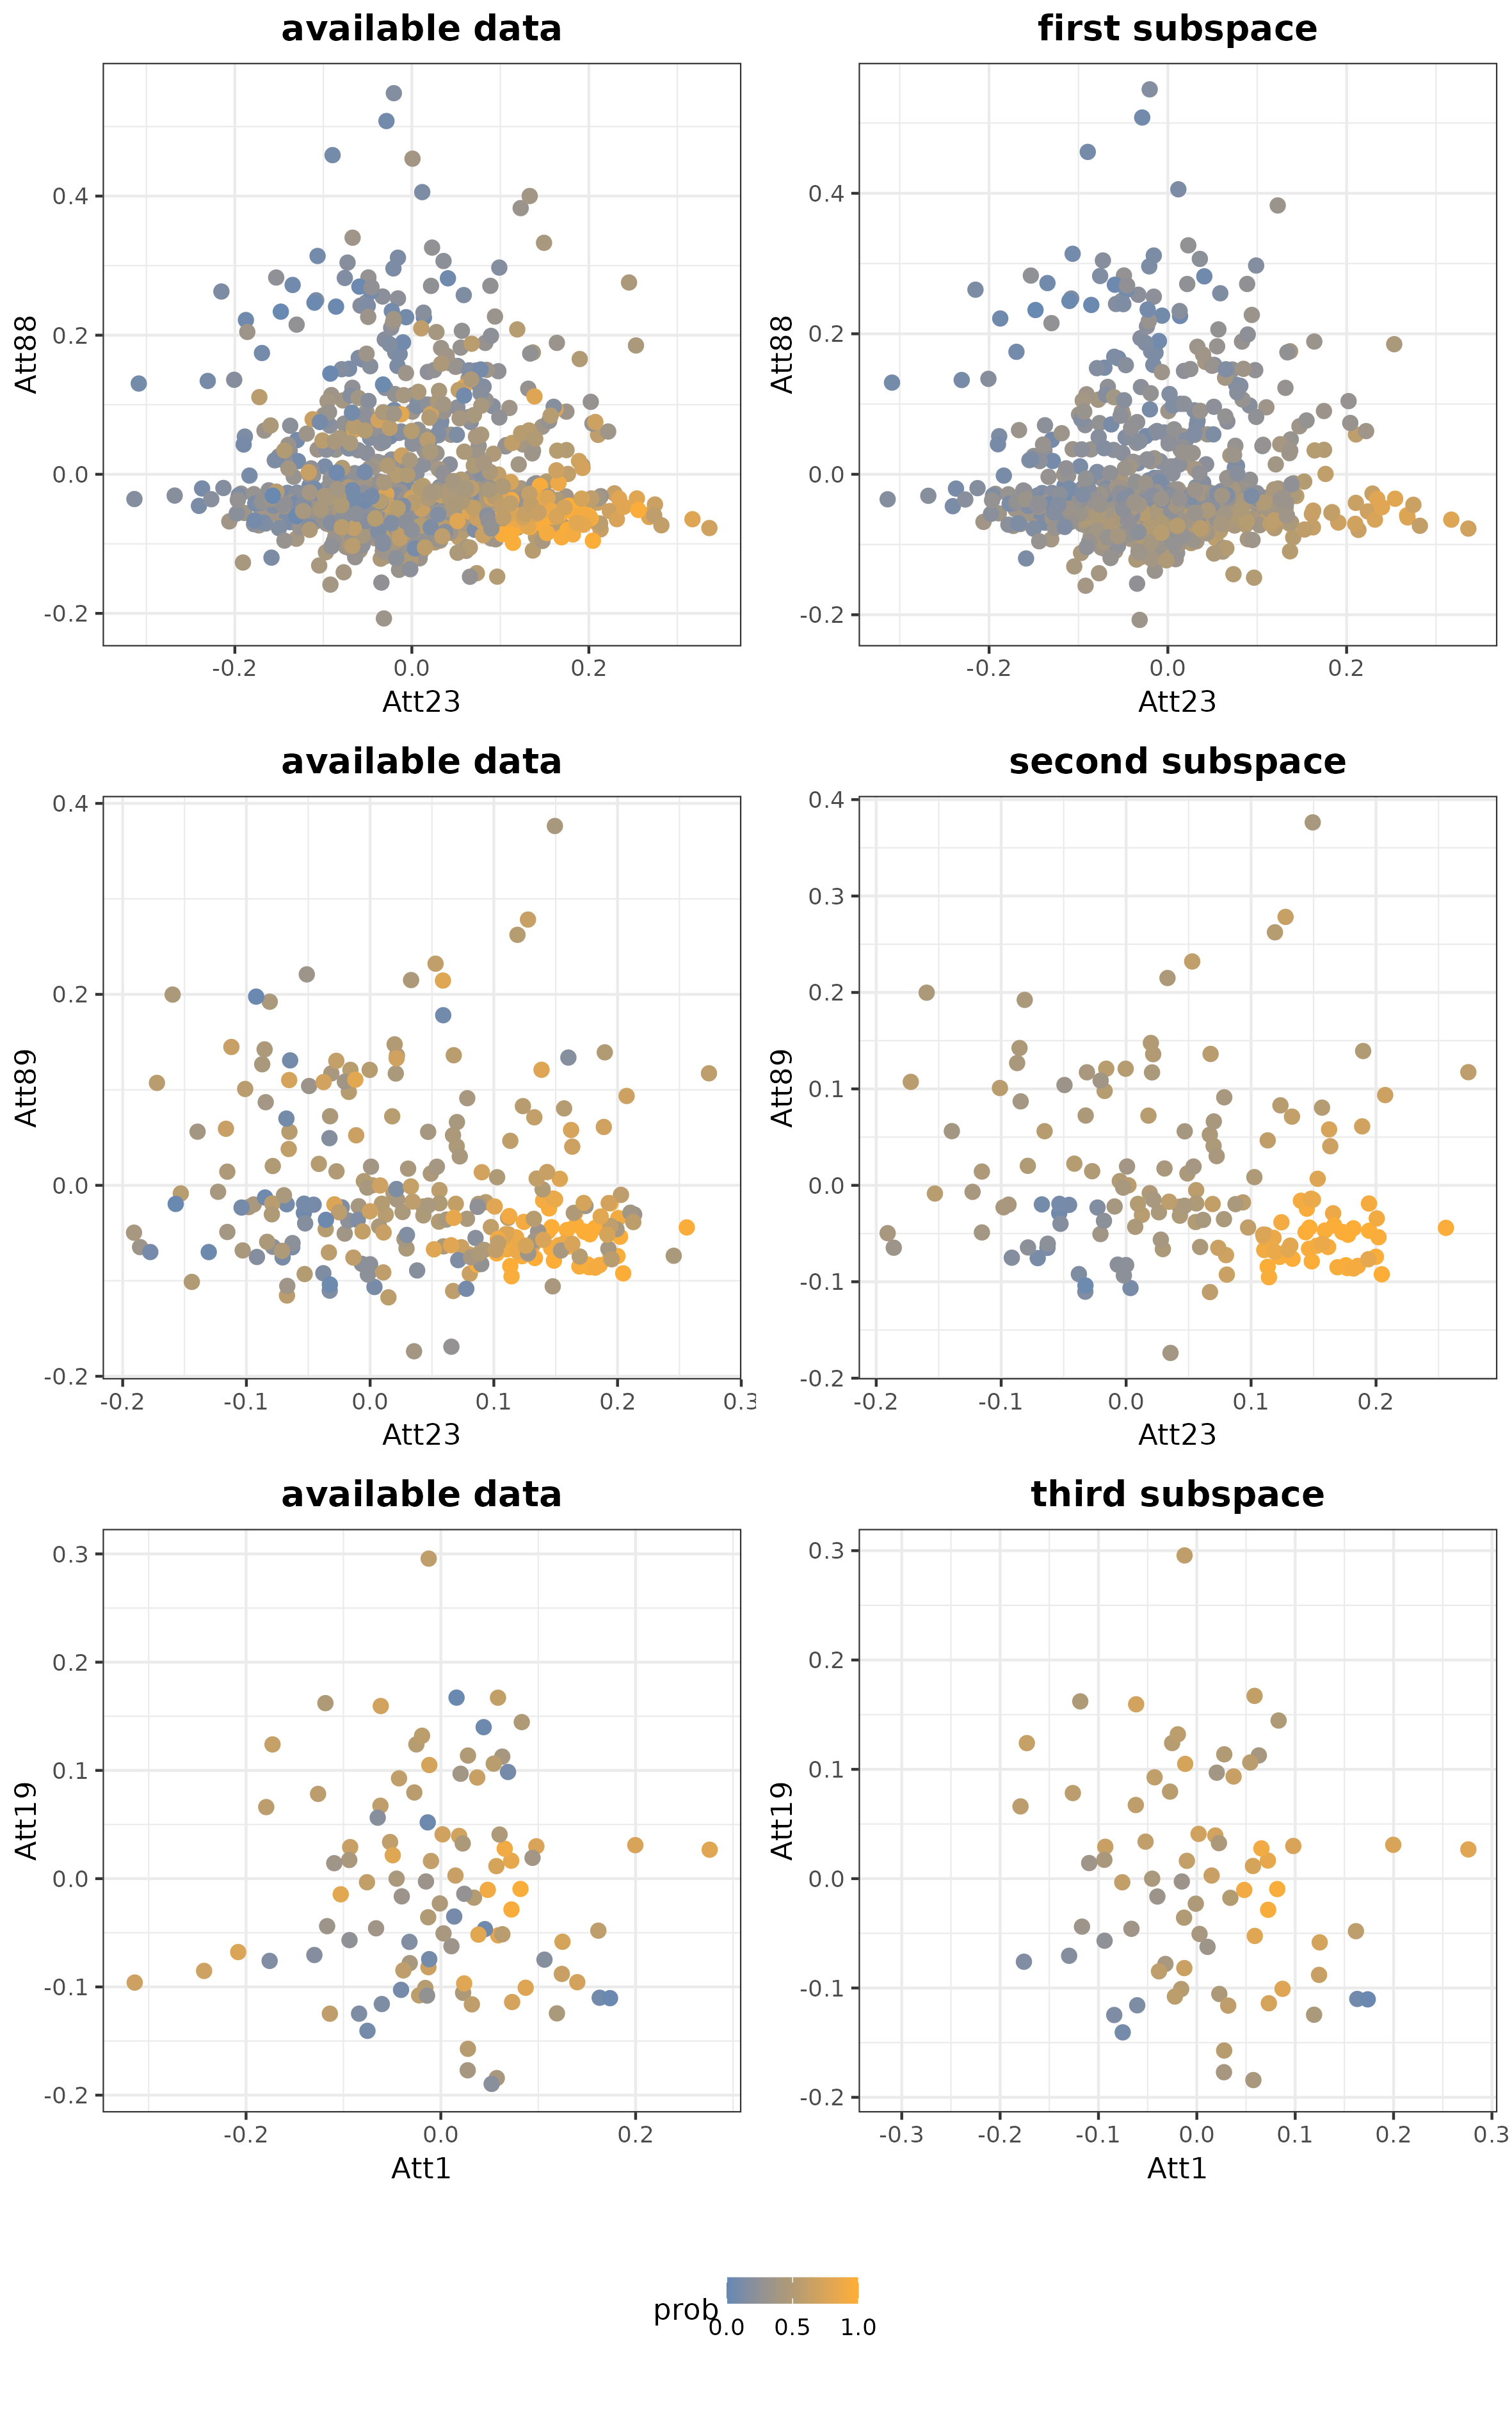 available data
first subspace
Att88
0.4
0.2
0.0
-0.2
-0.2 0.0 0.2
Att23
Att88
0.4
0.2
0.0
-0.2
-0.2 0.0 0.2
Att23
available data
second subspace
Att89
0.4
0.2
0.0
-0.2
-0.2 -0.1 0.0 0.1 0.2 0.3
Att23
Att89
0.4
0.3
0.2
0.1
0.0
-0.1
-0.2
-0.2 -0.1 0.0 0.1 0.2
Att23
available data
third subspace
Att19
0.3
0.2
0.1
0.0
-0.1
-0.2
-0.2 0.0 0.2
Att1
Att19
0.3
0.2
0.1
0.0
-0.1
-0.2
-0.3 -0.2 -0.1 0.0 0.1 0.2 0.3
Att1
prob
0.0 0.5 1.0